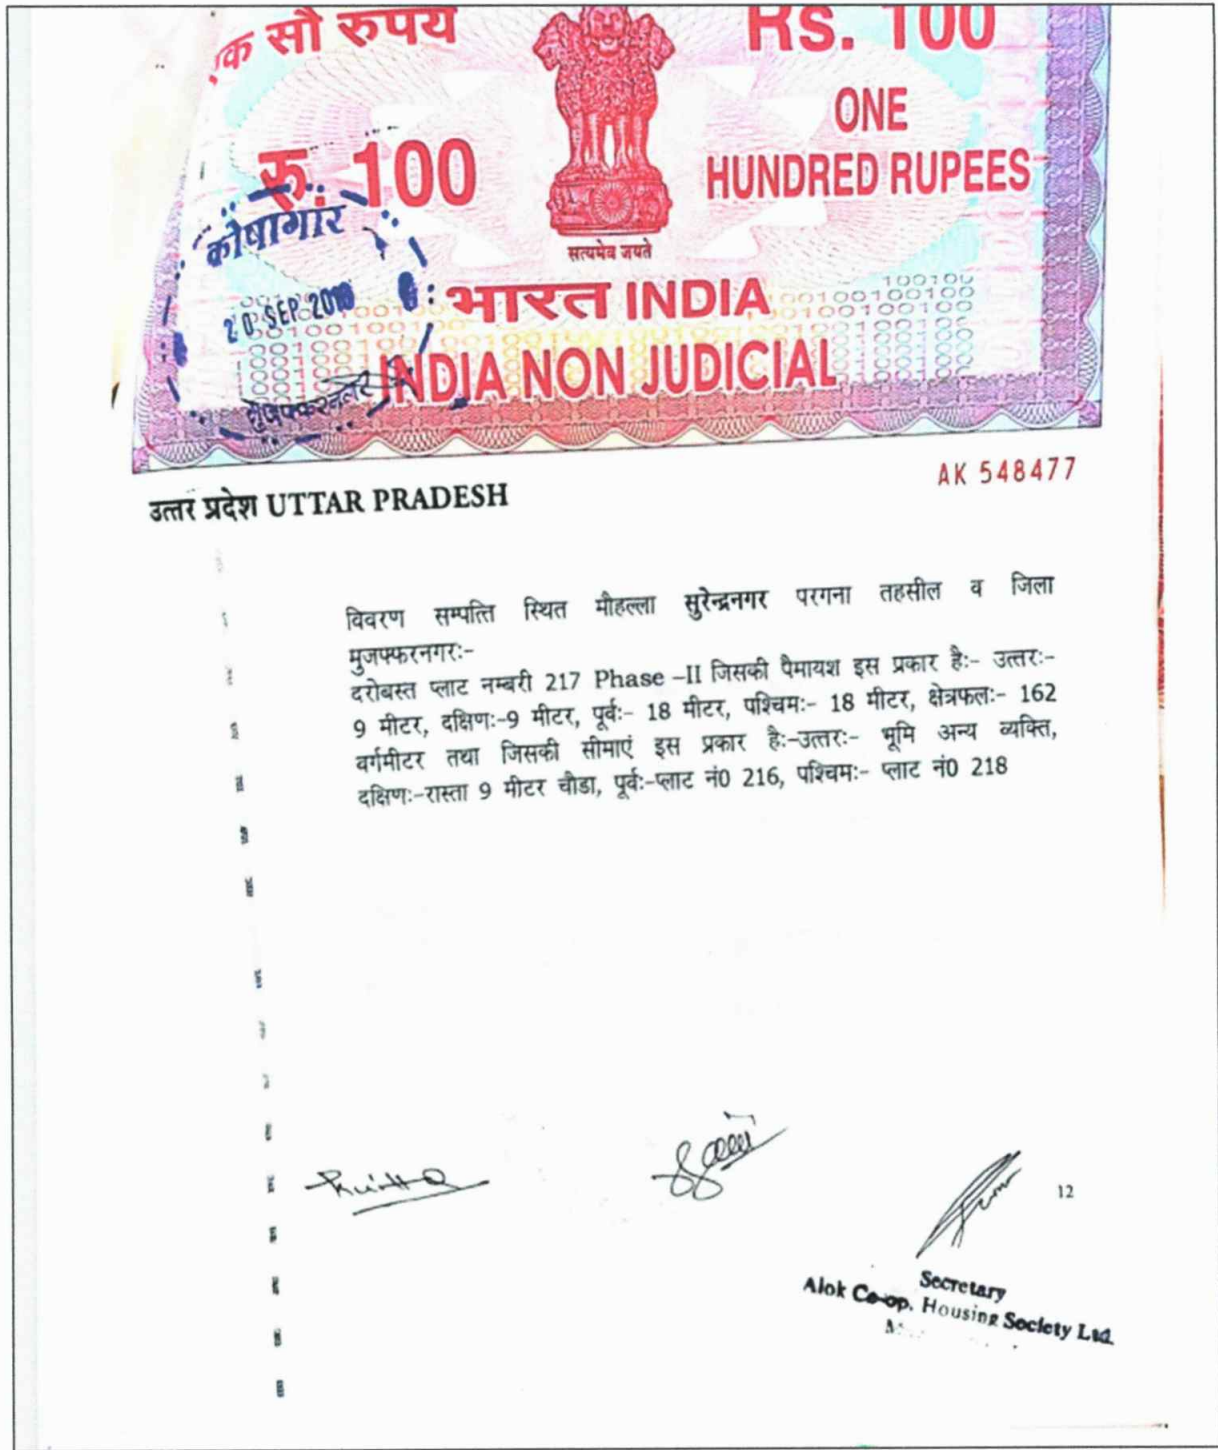 एक सौ रुपये
Rs. 100
रु. 100
ONE
HUNDRED RUPEES
सत्यमेव जयते
कोषागार
20 SEP 2010
मुजफ्फरनगर
भारत INDIA
INDIA NON JUDICIAL
उत्तर प्रदेश UTTAR PRADESH
AK 548477
विवरण सम्पत्ति स्थित मौहल्ला सुरेन्द्रनगर परगना तहसील व जिला
मुजफ्फरनगरः-
दरोबस्त प्लाट नम्बरी 217 Phase –II जिसकी पैमायश इस प्रकार हैः- उत्तरः-
9 मीटर, दक्षिणः-9 मीटर, पूर्वः- 18 मीटर, पश्चिमः- 18 मीटर, क्षेत्रफलः- 162
वर्गमीटर तथा जिसकी सीमाएं इस प्रकार हैः-उत्तरः- भूमि अन्य व्यक्ति,
दक्षिणः-रास्ता 9 मीटर चौडा, पूर्वः-प्लाट नं0 216, पश्चिमः- प्लाट नं0 218
12
Secretary
Alok Co-op. Housing Society Ltd.